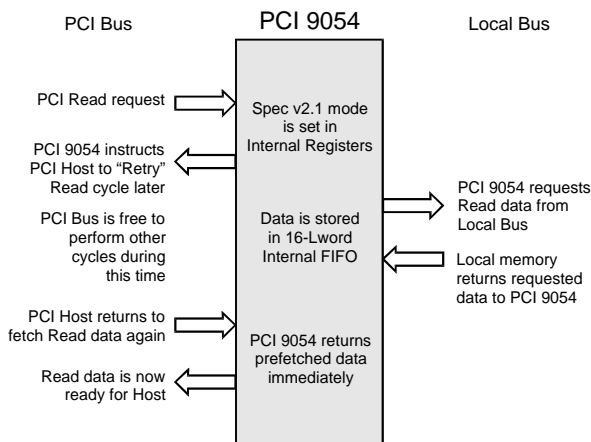 PCI Bus
PCI 9054
Local Bus
PCI Read request
Spec v2.1 mode
is set in
Internal Registers
PCI 9054 instructs
PCI Host to “Retry”
Read cycle later
PCI 9054 requests
Read data from
Local Bus
PCI Bus is free to
perform other
cycles during
this time
Data is stored
in 16-Lword
Internal FIFO
Local memory
returns requested
data to PCI 9054
PCI Host returns to
fetch Read data again
PCI 9054 returns
prefetched data
immediately
Read data is now
ready for Host